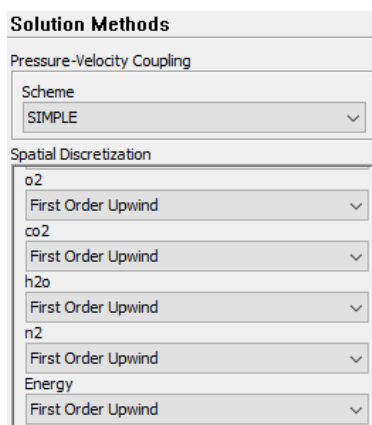 Solution Methods
Pressure-Velocity Coupling
Scheme
SIMPLE
Spatial Discretization
o2
First Order Upwind
co2
First Order Upwind
h2o
First Order Upwind
n2
First Order Upwind
Energy
First Order Upwind